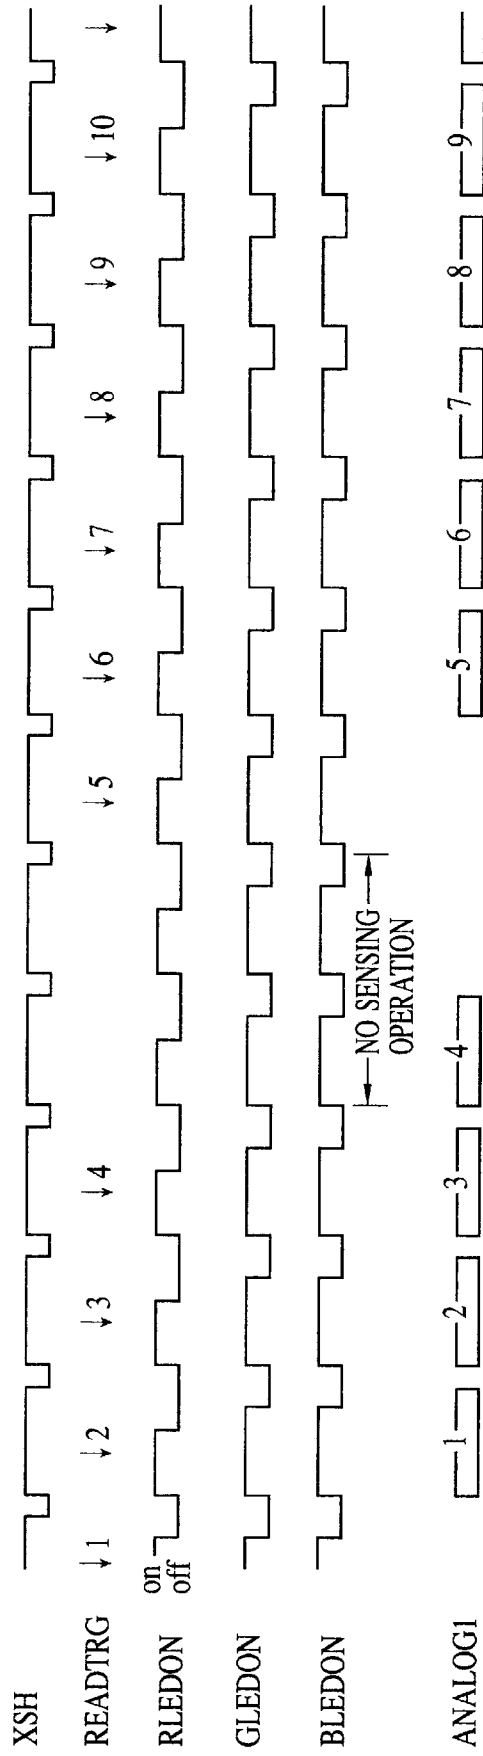 XSH
READTRG
1
2
3
4
5
6
7
8
9
10
on
off
RLEDON
GLEDON
BLEDON
NO SENSING
OPERATION
ANALOG1
1
2
3
4
5
6
7
8
9